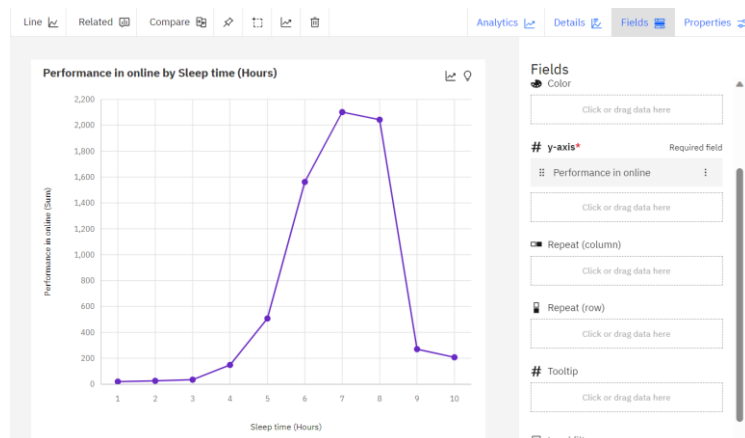 Line
Related
Compare
Analytics
Details
Fields
Properties
Performance in online by Sleep time (Hours)
Performance in online (Sum)
2,200
2,000
1,800
1,600
1,400
1,200
1,000
800
600
400
200
0
1 2 3 4 5 6 7 8 9 10
Sleep time (Hours)
Fields
Color
Click or drag data here
# y-axis* Required field
Performance in online
Click or drag data here
Repeat (column)
Click or drag data here
Repeat (row)
Click or drag data here
# Tooltip
Click or drag data here